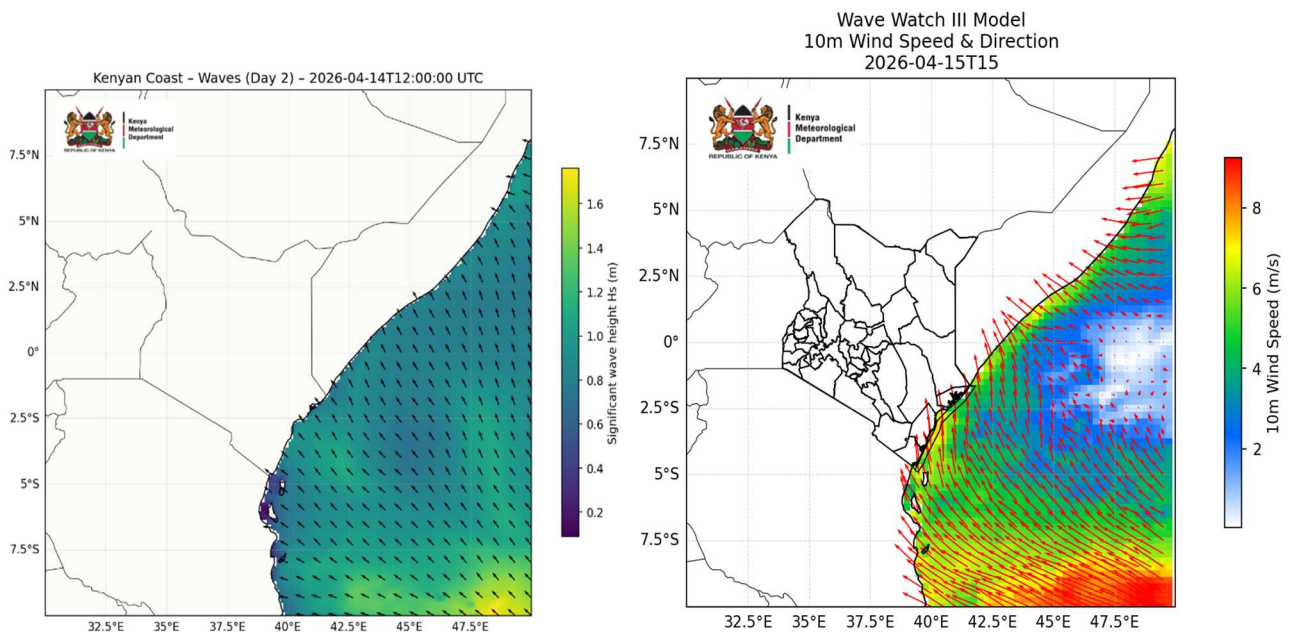 Kenyan Coast – Waves (Day 2) – 2026-04-14T12:00:00 UTC
Kenya
Meteorological
Department
REPUBLIC OF KENYA
7.5°N
5°N
2.5°N
0°
2.5°S
5°S
7.5°S
32.5°E 35°E 37.5°E 40°E 42.5°E 45°E 47.5°E
1.6
1.4
1.2
1.0
0.8
0.6
0.4
0.2
Significant wave height Hs (m)
Wave Watch III Model
10m Wind Speed & Direction
2026-04-15T15
Kenya
Meteorological
Department
REPUBLIC OF KENYA
7.5°N
5°N
2.5°N
0°
2.5°S
5°S
7.5°S
32.5°E 35°E 37.5°E 40°E 42.5°E 45°E 47.5°E
8
6
4
2
10m Wind Speed (m/s)